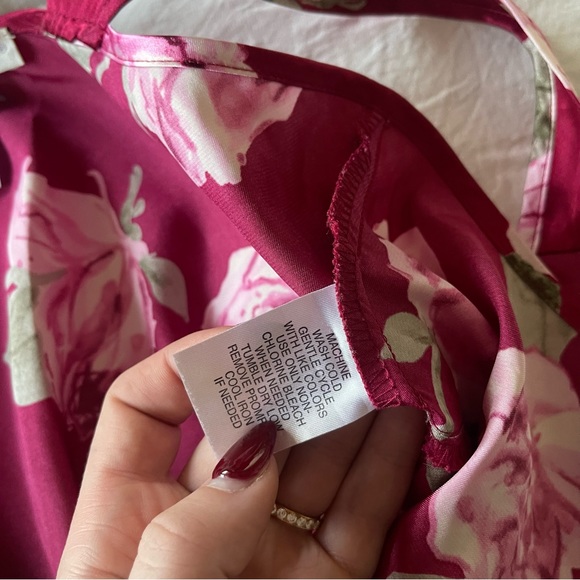 MACHINE
WASH COLD
GENTLE CYCLE
WITH LIKE COLORS
USE ONLY NON-
CHLORINE BLEACH
WHEN NEEDED
TUMBLE DRY LOW
REMOVE
COOL IRON
IF NEEDED